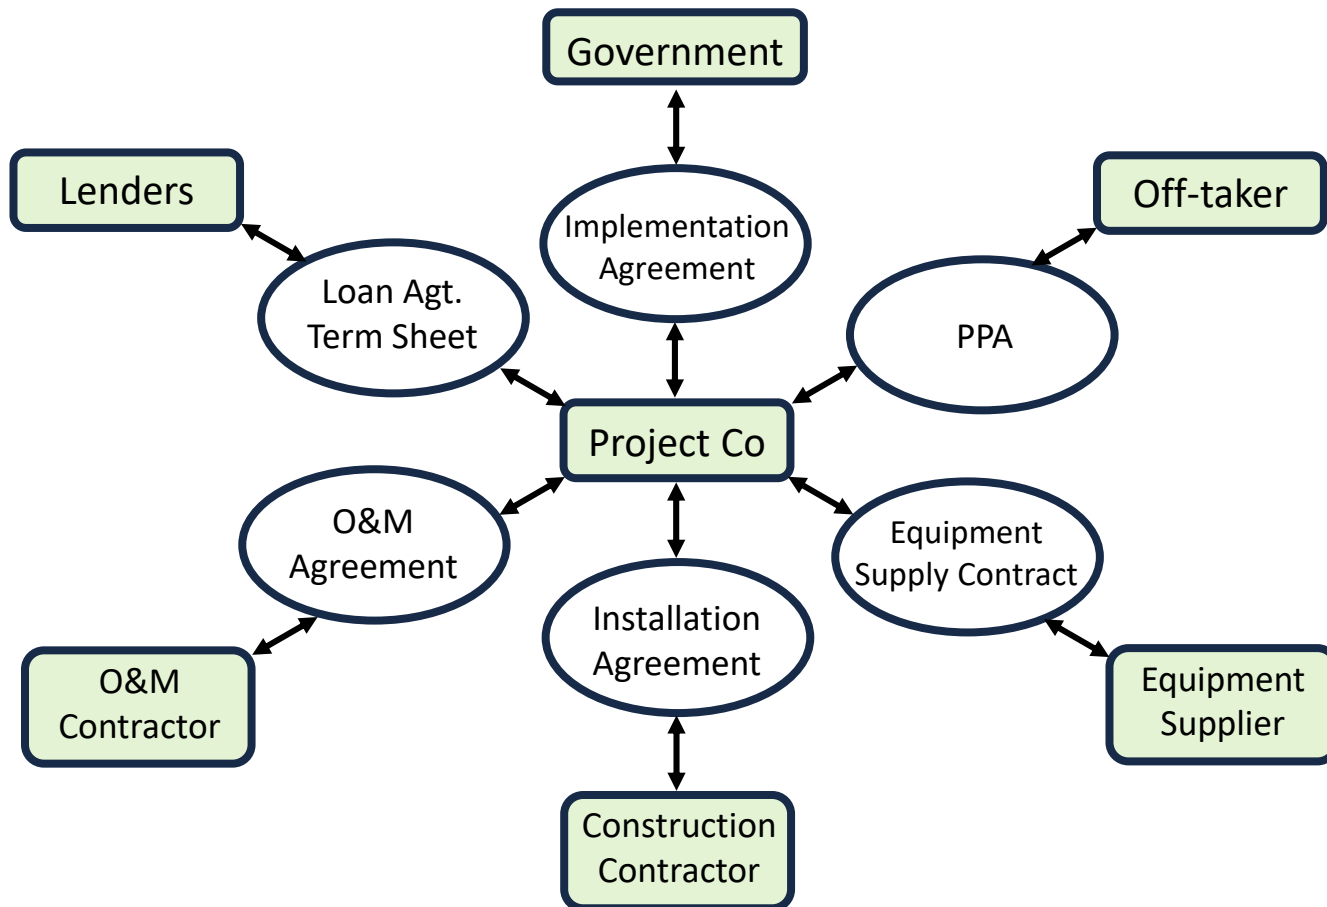 Government
Lenders
Off-taker
Implementation
Agreement
Loan Agt.
Term Sheet
PPA
Project Co
O&M
Agreement
Equipment
Supply Contract
Installation
Agreement
O&M
Contractor
Equipment
Supplier
Construction
Contractor